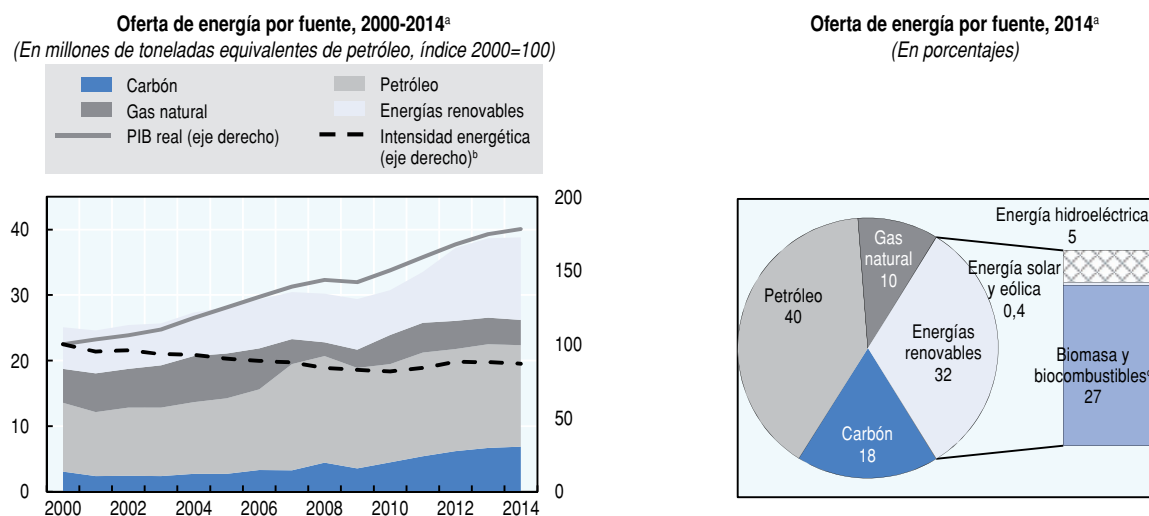 Oferta de energía por fuente, 2000-2014ᵃ
(En millones de toneladas equivalentes de petróleo, índice 2000=100)
Carbón
Petróleo
Gas natural
Energías renovables
PIB real (eje derecho)
Intensidad energética
(eje derecho)ᵇ
40
30
20
10
0
200
150
100
50
0
2000 2002 2004 2006 2008 2010 2012 2014
Oferta de energía por fuente, 2014ᵃ
(En porcentajes)
Gas
natural
10
Petróleo
40
Energías
renovables
32
Carbón
18
Energía hidroeléctrica
5
Energía solar
y eólica
0,4
Biomasa y
biocombustiblesᶜ
27